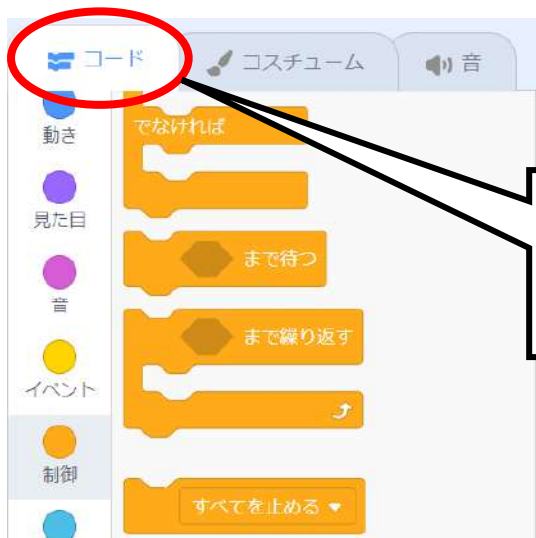 コード
コスチューム
音
動き
見た目
音
イベント
制御
でなければ
まで待つ
まで繰り返す
すべてを止める